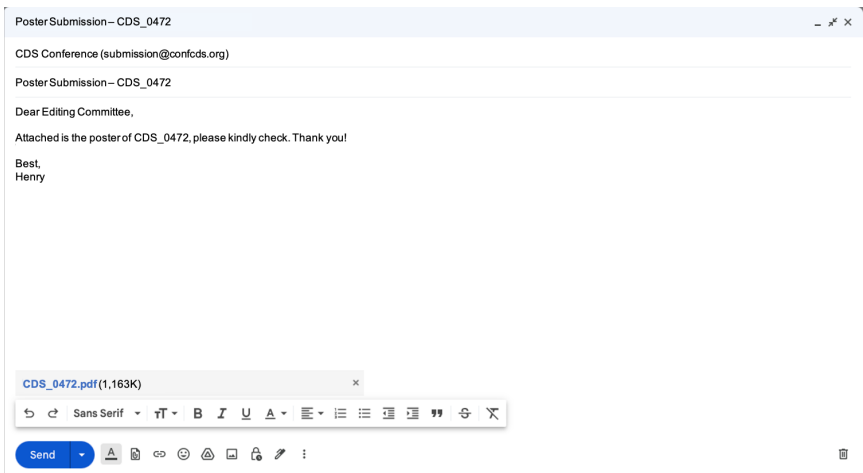 Poster Submission – CDS_0472
CDS Conference (submission@confcds.org)
Poster Submission – CDS_0472
Dear Editing Committee,
Attached is the poster of CDS_0472, please kindly check. Thank you!
Best,
Henry
CDS_0472.pdf (1,163K)
Sans Serif
Send